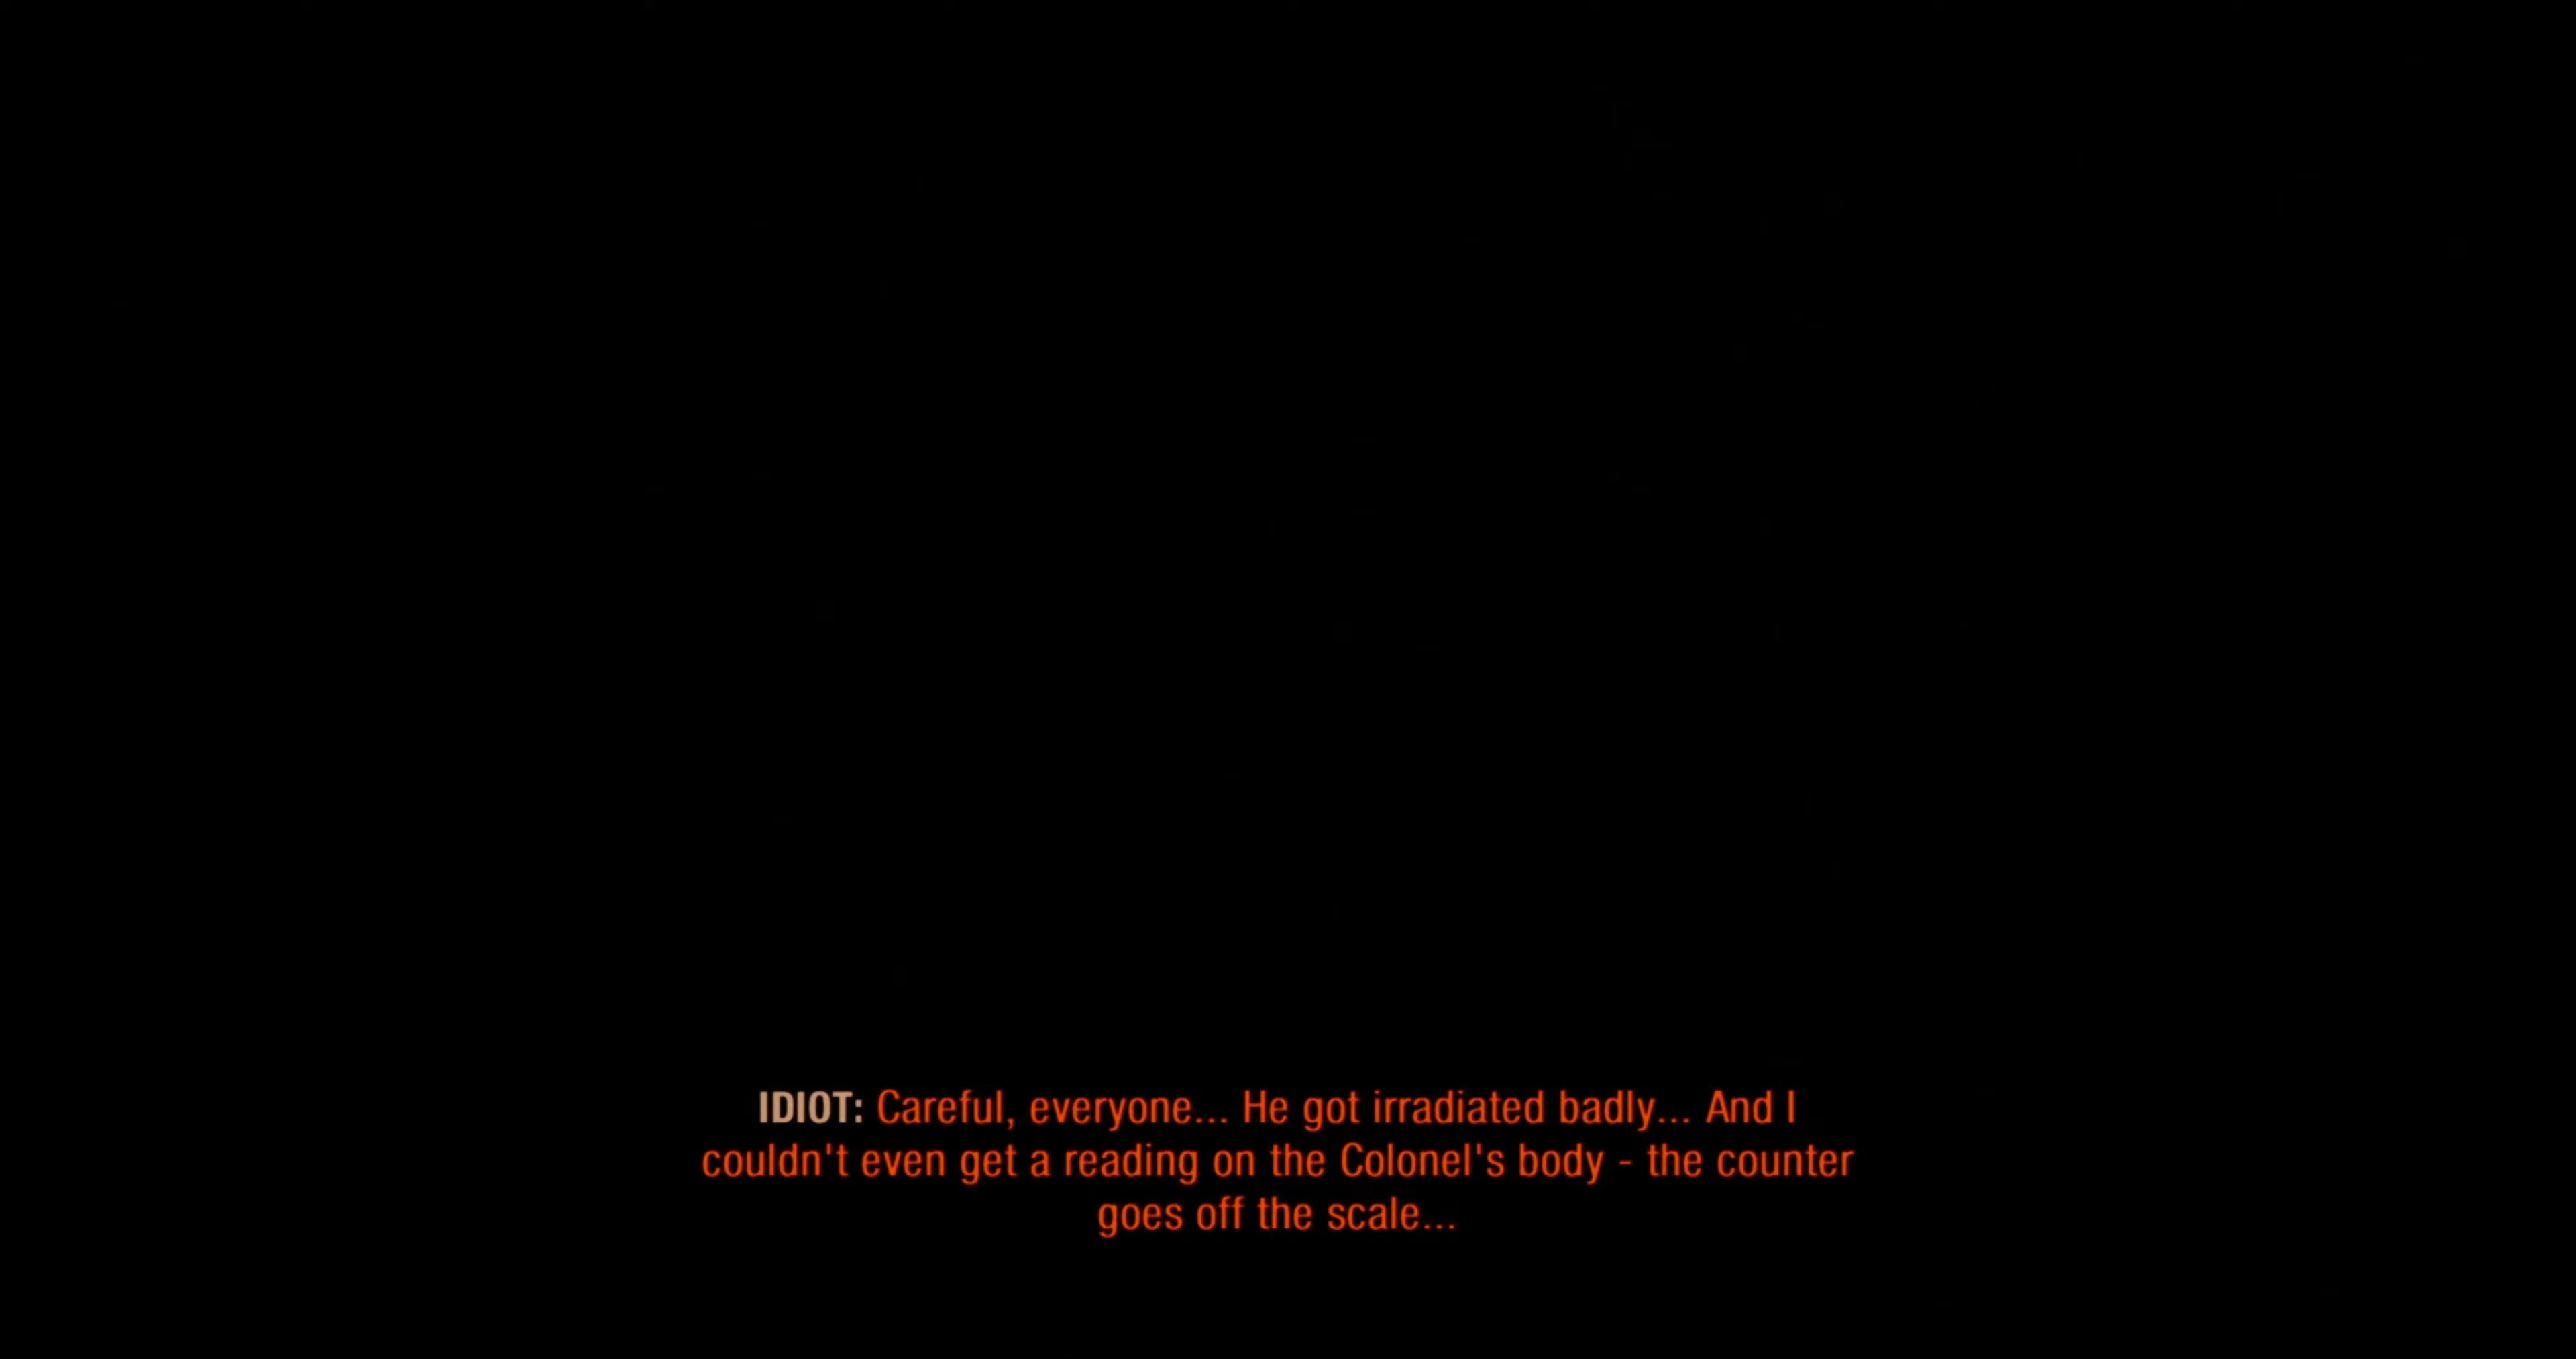 IDIOT: Careful, everyone... He got irradiated badly... And I
couldn't even get a reading on the Colonel's body - the counter
goes off the scale...